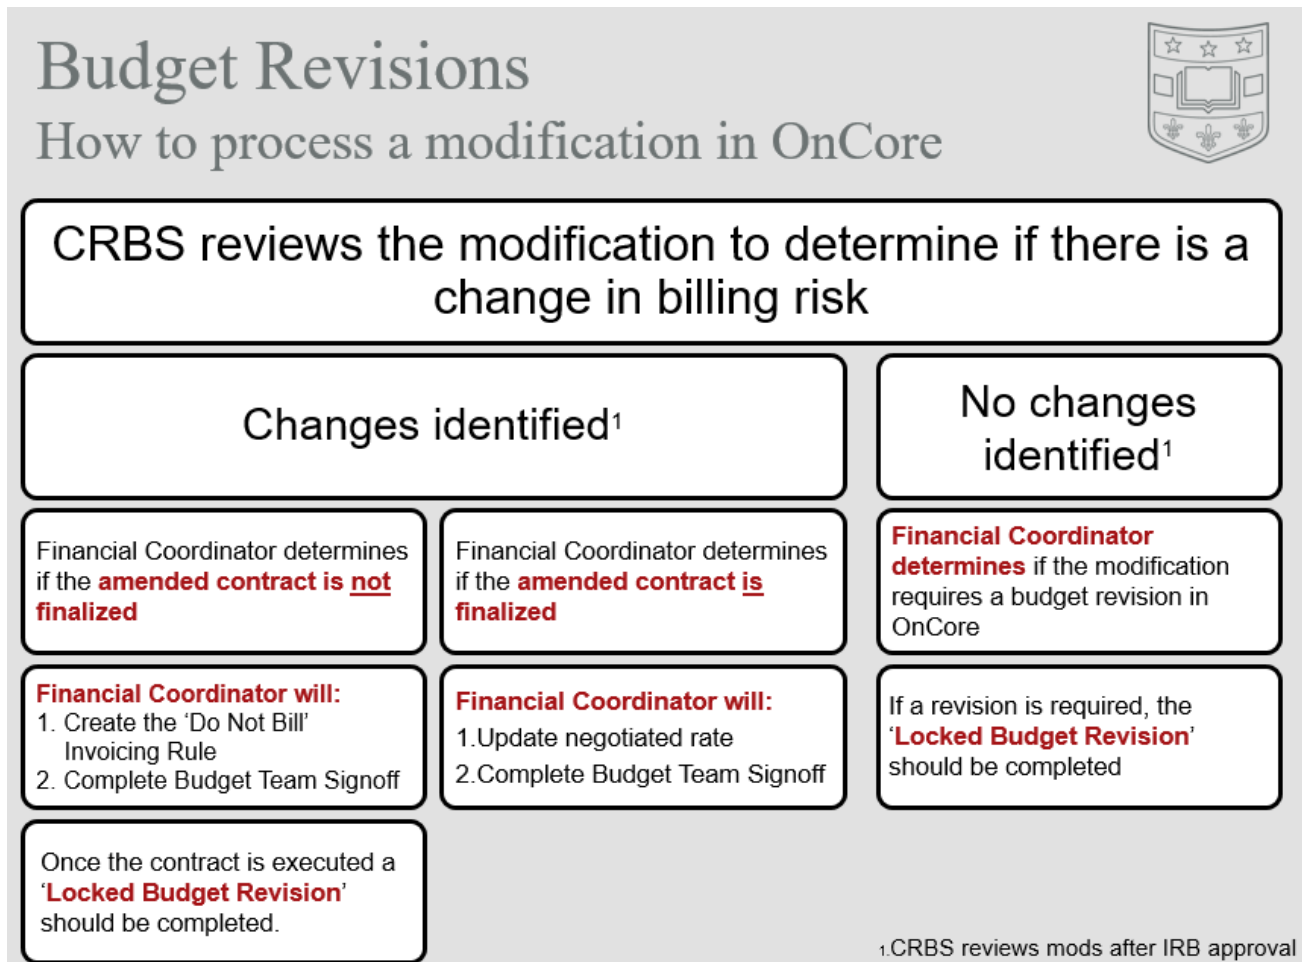 Budget Revisions
How to process a modification in OnCore
CRBS reviews the modification to determine if there is a
change in billing risk
Changes identified¹
No changes
identified¹
Financial Coordinator determines
if the amended contract is not
finalized
Financial Coordinator determines
if the amended contract is
finalized
Financial Coordinator
determines if the modification
requires a budget revision in
OnCore
Financial Coordinator will:
1. Create the ‘Do Not Bill’
Invoicing Rule
2. Complete Budget Team Signoff
Financial Coordinator will:
1.Update negotiated rate
2.Complete Budget Team Signoff
If a revision is required, the
‘Locked Budget Revision’
should be completed
Once the contract is executed a
‘Locked Budget Revision’
should be completed.
1.CRBS reviews mods after IRB approval